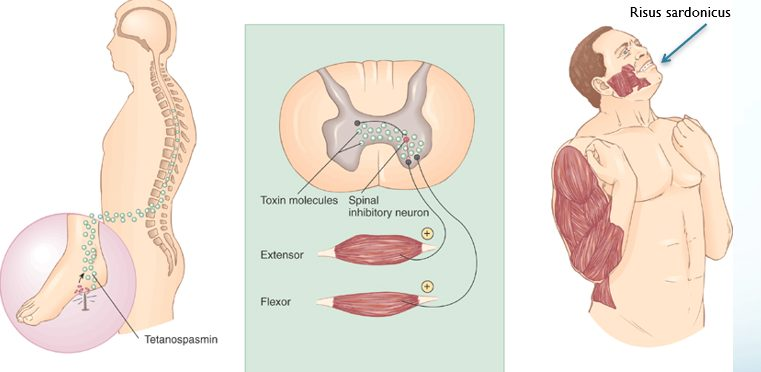 Risus sardonicus
Toxin molecules
Spinal
inhibitory neuron
Extensor
+
Flexor
+
Tetanospasmin